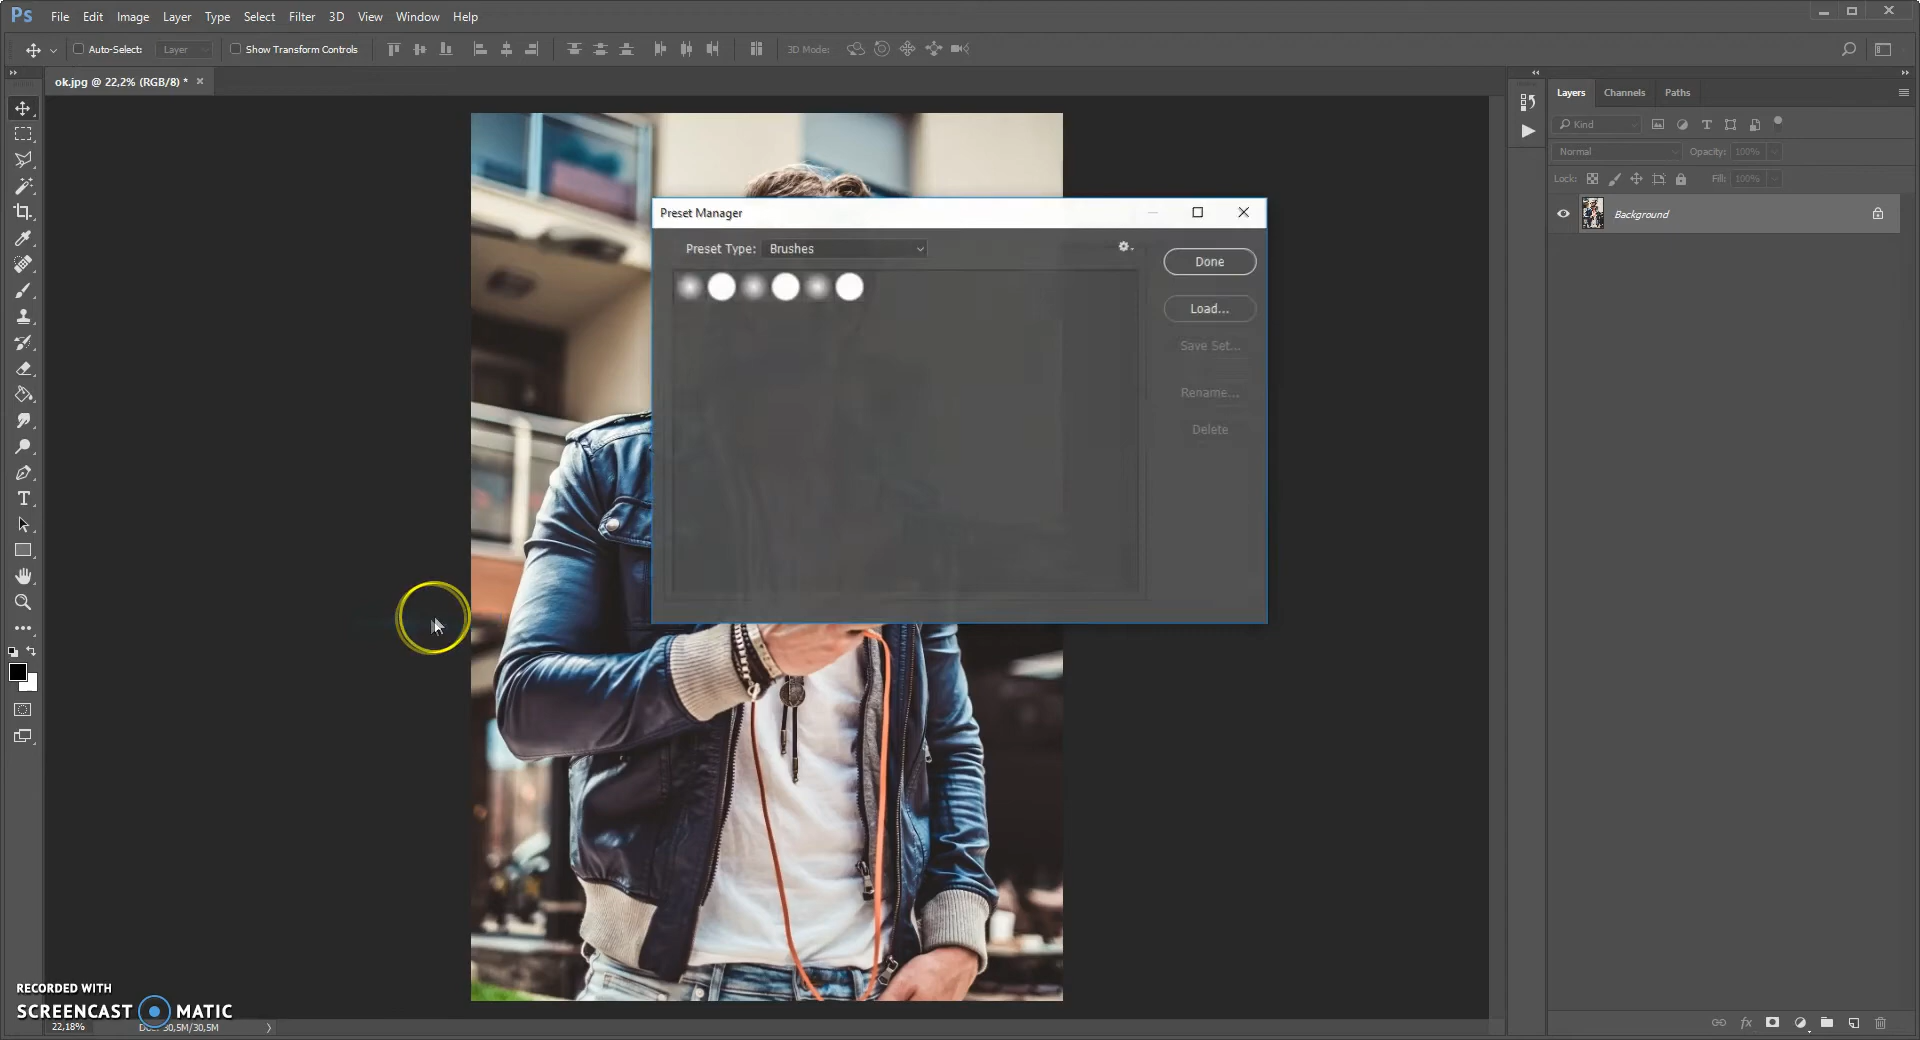 Ps File Edit Image Layer Type Select Filter 3D View Window Help
Auto-Select: Layer Show Transform Controls 3D Mode:
ok.jpg @ 22,2% (RGB/8) * ×
Layers Channels Paths
Kind
Normal Opacity: 100%
Lock: Fill: 100%
Background
Preset Manager
Preset Type: Brushes
Done
Load...
Save Set...
Rename...
Delete
RECORDED WITH
SCREENCAST MATIC
22,18% 30,5M/30,5M